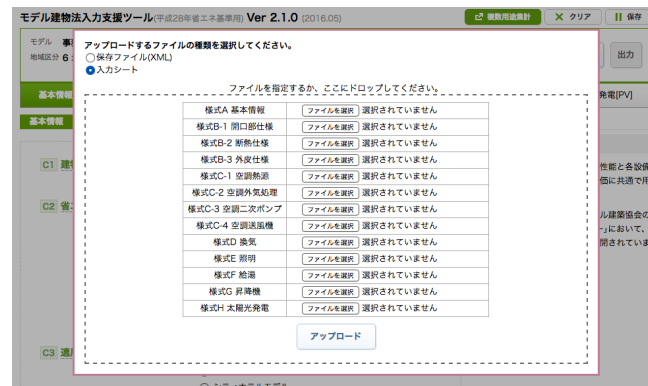 モデル建物法入力支援ツール(平成28年省エネ基準用) Ver 2.1.0 (2016.05)
複数用途集計 クリア 保存
モデル 事
地域区分 6:
出力
アップロードするファイルの種類を選択してください。
保存ファイル(XML)
入力シート
ファイルを指定するか、ここにドロップしてください。
基本情報
発電[PV]
様式A 基本情報 ファイルを選択 選択されていません
基本情報
様式B-1 開口部仕様 ファイルを選択 選択されていません
様式B-2 断熱仕様 ファイルを選択 選択されていません
様式B-3 外皮仕様 ファイルを選択 選択されていません
C1 建物
性能と各設備
様式C-1 空調熱源 ファイルを選択 選択されていません
価に共通で用
様式C-2 空調外気処理 ファイルを選択 選択されていません
C2 省エ
様式C-3 空調二次ポンプ ファイルを選択 選択されていません
ル建築協会の
様式C-4 空調送風機 ファイルを選択 選択されていません
において、
様式D 換気 ファイルを選択 選択されていません
開されていま
様式E 照明 ファイルを選択 選択されていません
様式F 給湯 ファイルを選択 選択されていません
様式G 昇降機 ファイルを選択 選択されていません
様式H 太陽光発電 ファイルを選択 選択されていません
アップロード
C3 適用